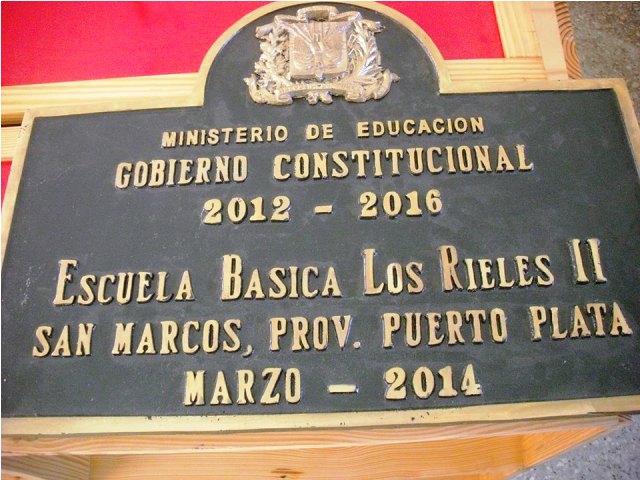 MINISTERIO DE EDUCACION
GOBIERNO CONSTITUCIONAL
2012 - 2016
ESCUELA BASICA LOS RIELES II
SAN MARCOS, PROV. PUERTO PLATA
MARZO - 2014